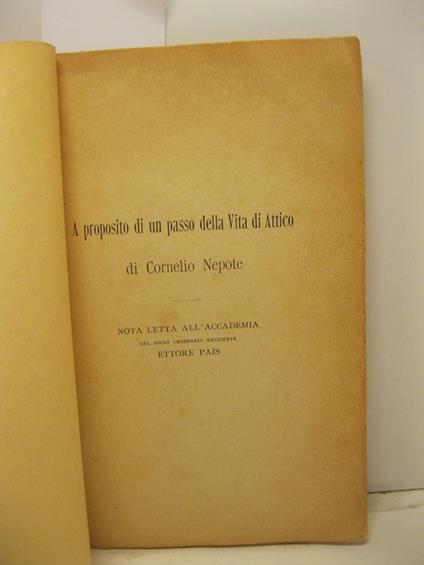 A proposito di un passo della Vita di Attico
di Cornelio Nepote
NOTA LETTA ALL'ACCADEMIA
DAL SOCIO ORDINARIO RESIDENTE
ETTORE PAIS